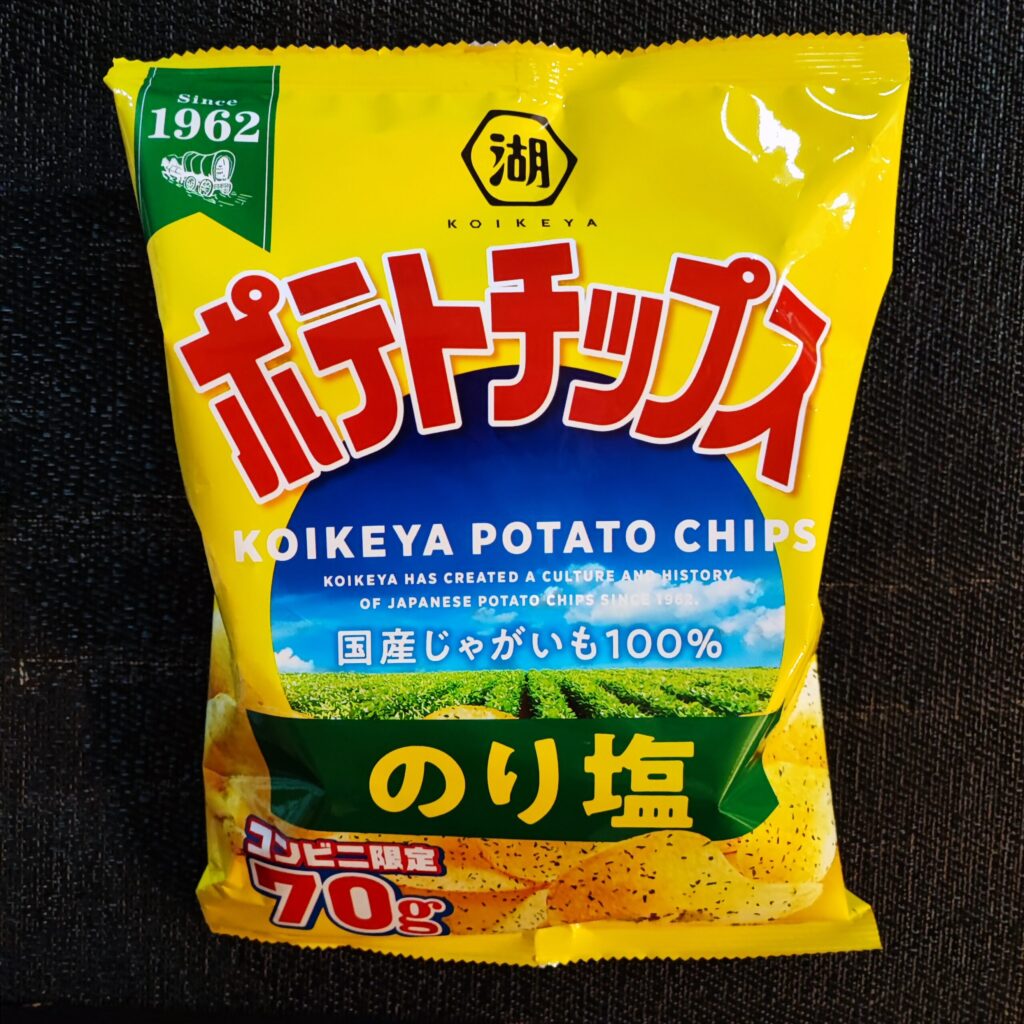 Since
1962
湖
KOIKEYA
ポテトチップス
KOIKEYA POTATO CHIPS
KOIKEYA HAS CREATED A CULTURE AND HISTORY
OF JAPANESE POTATO CHIPS SINCE 1962.
国産じゃがいも100%
のり塩
コンビニ限定
70g